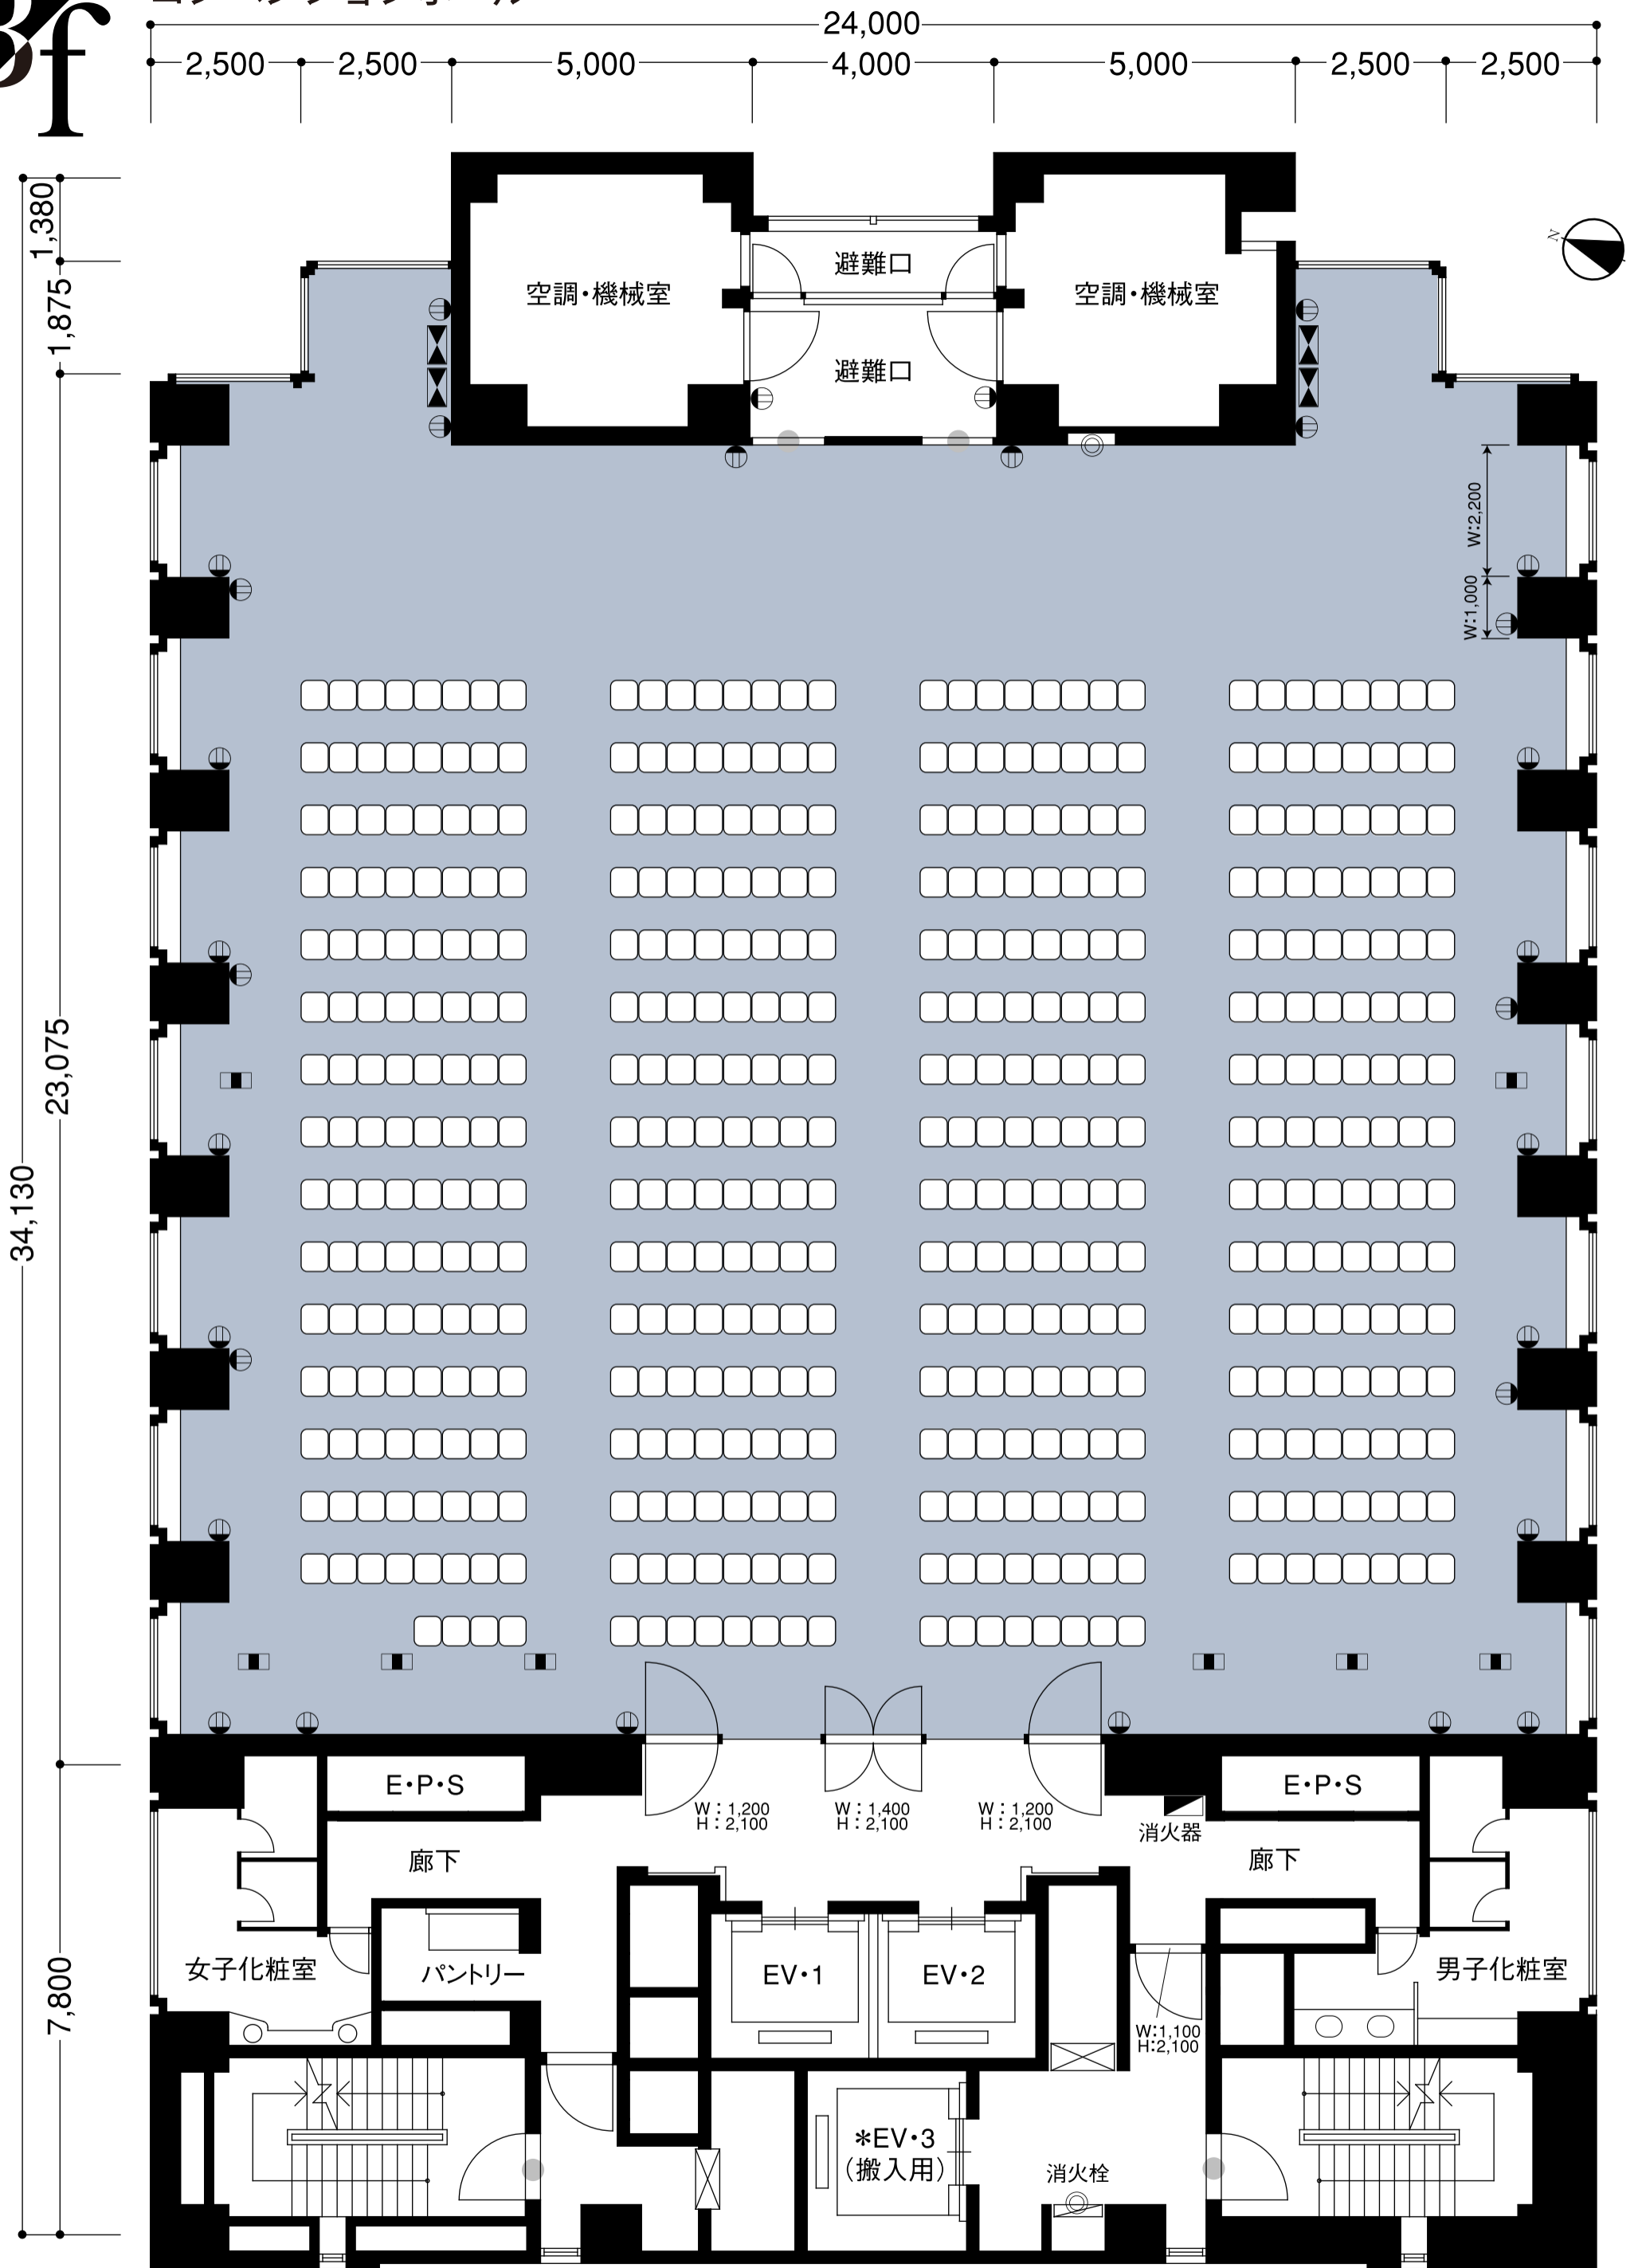 3f
24,000
2,500 2,500 5,000 4,000 5,000 2,500 2,500
1,380
1,875
23,075
34,130
7,800
N
避難口
空調・機械室
空調・機械室
避難口
W:2,200
W:1,000
E・P・S
E・P・S
W：1,200
H：2,100
W：1,400
H：2,100
W：1,200
H：2,100
消火器
廊下
廊下
女子化粧室
パントリー
EV・1
EV・2
男子化粧室
W:1,100
H:2,100
*EV・3
（搬入用）
消火栓